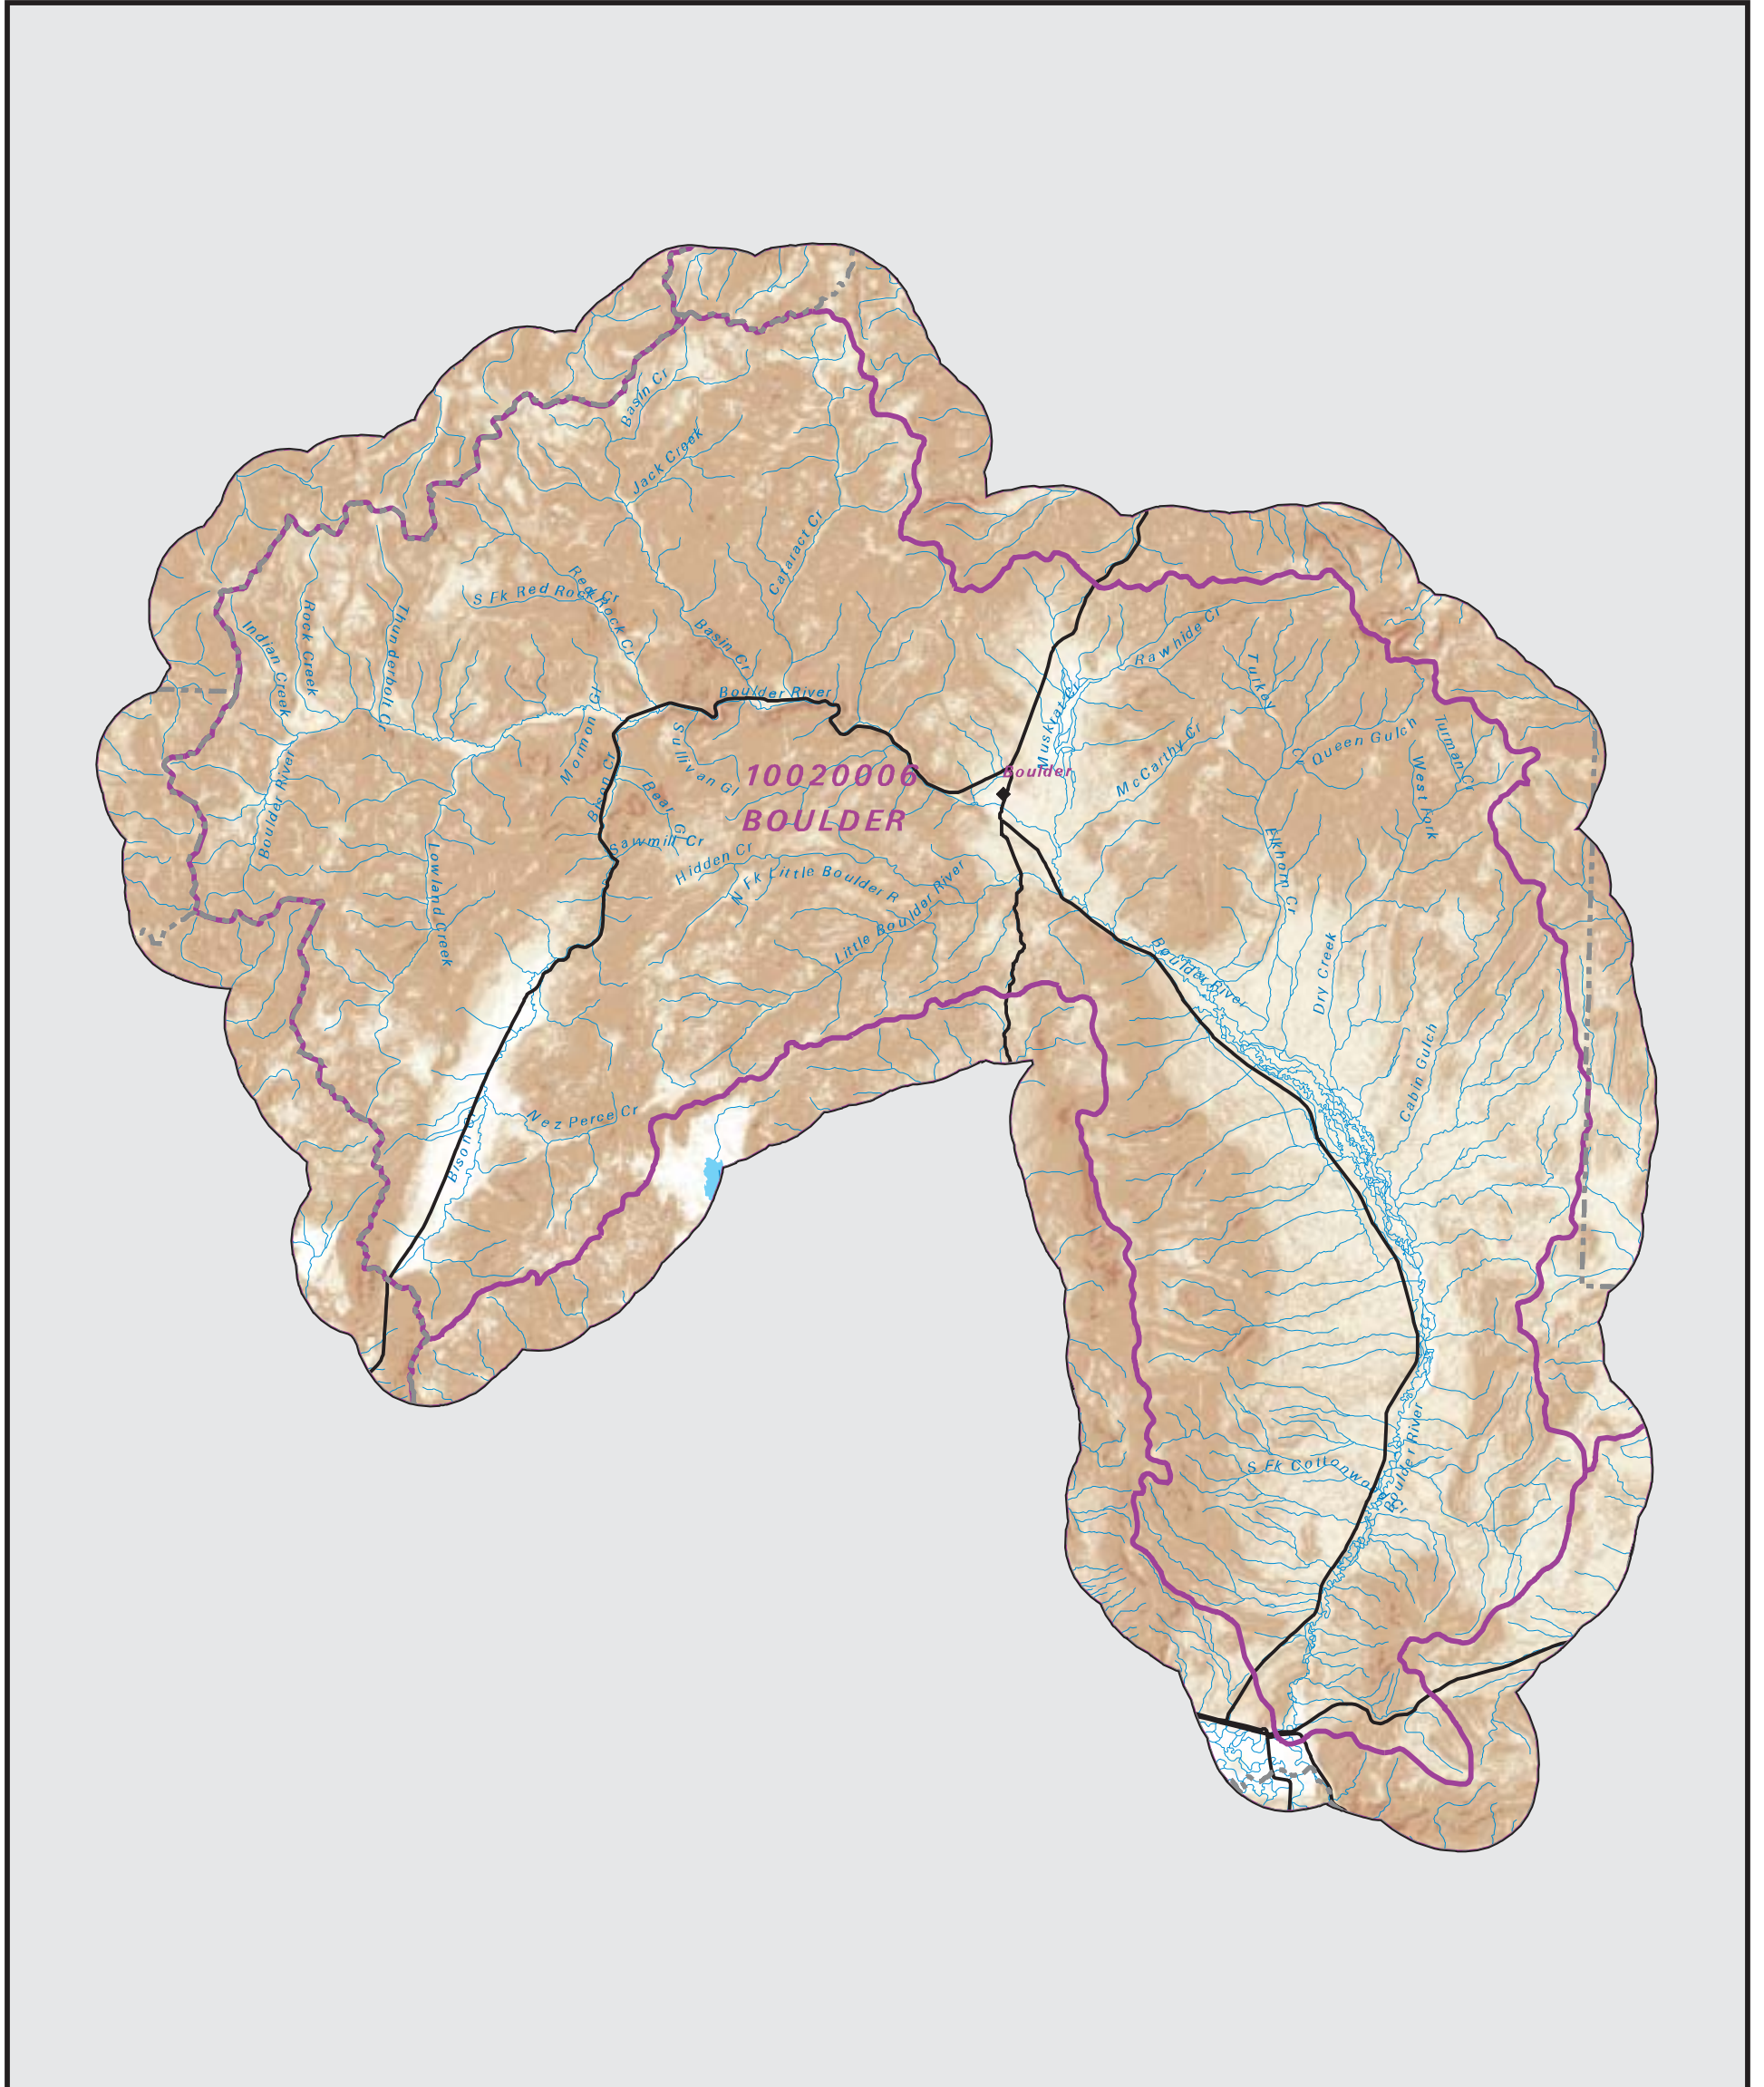 Basin Cr
Jack Creek
Cataract Cr
S Fk Red Rock Cr
Red Rock Cr
Basin Cr
Rock Creek
Indian Creek
Thunderbolt Cr
Rawhide Cr
Turkey
Cr
Muskrat Cr
Boulder River
Mormon Gl
Sullivan Gl
McCarthy Cr
Queen Gulch
Turman Cr
West Fork
Boulder River
Bison Cr
Bear Gl
10020006
BOULDER
Boulder
Sawmill Cr
Hidden Cr
N Fk Little Boulder R
Little Boulder River
Lowland Creek
Elkhorn Cr
Boulder River
Dry Creek
Cabin Gulch
Nez Perce Cr
Bison Cr
S Fk Cottonwood Cr
Boulder River